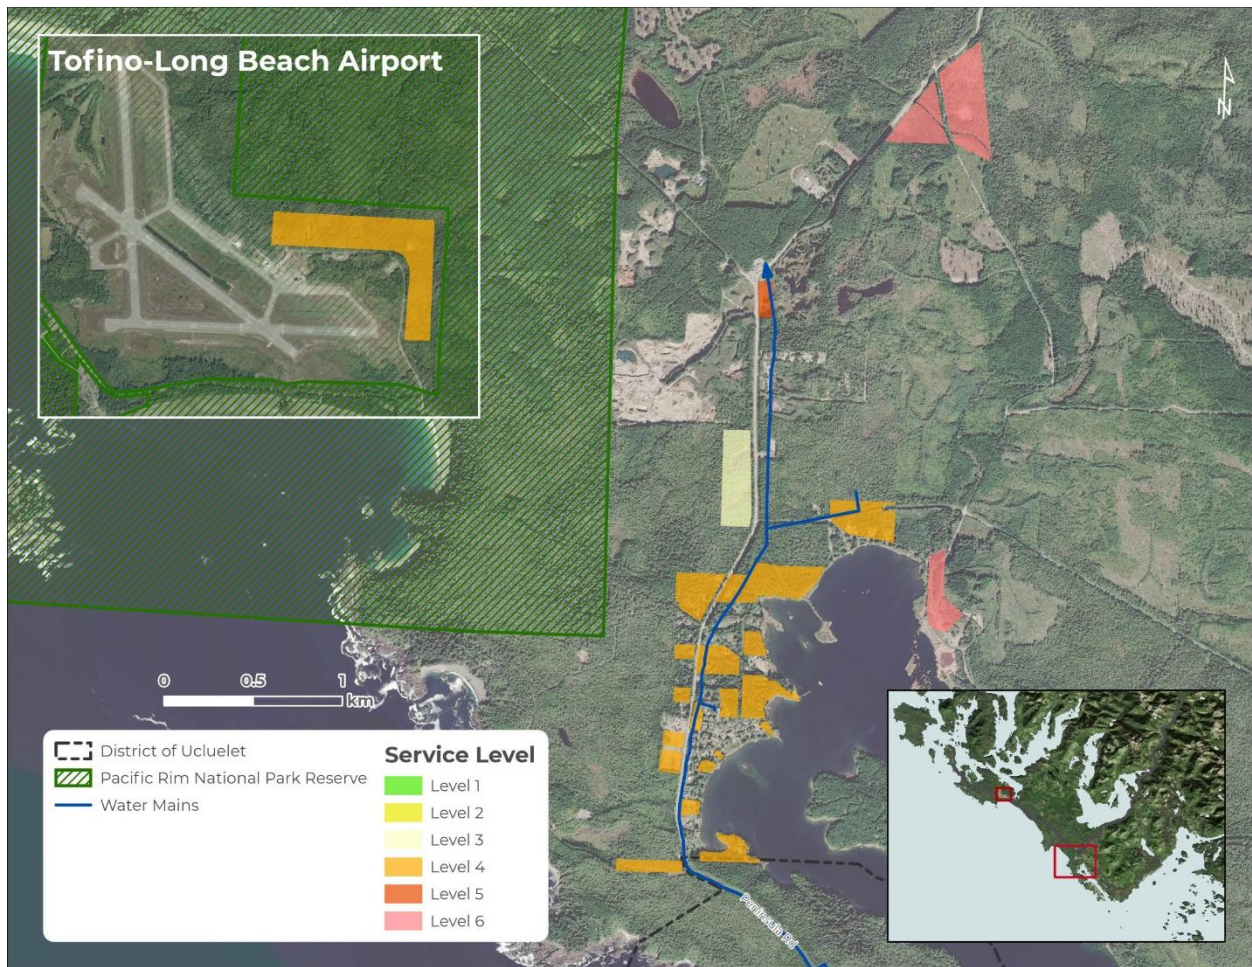 Tofino-Long Beach Airport
N
0 0.5 1
km
District of Ucluelet
Pacific Rim National Park Reserve
Water Mains
Service Level
Level 1
Level 2
Level 3
Level 4
Level 5
Level 6
Peninsula Rd